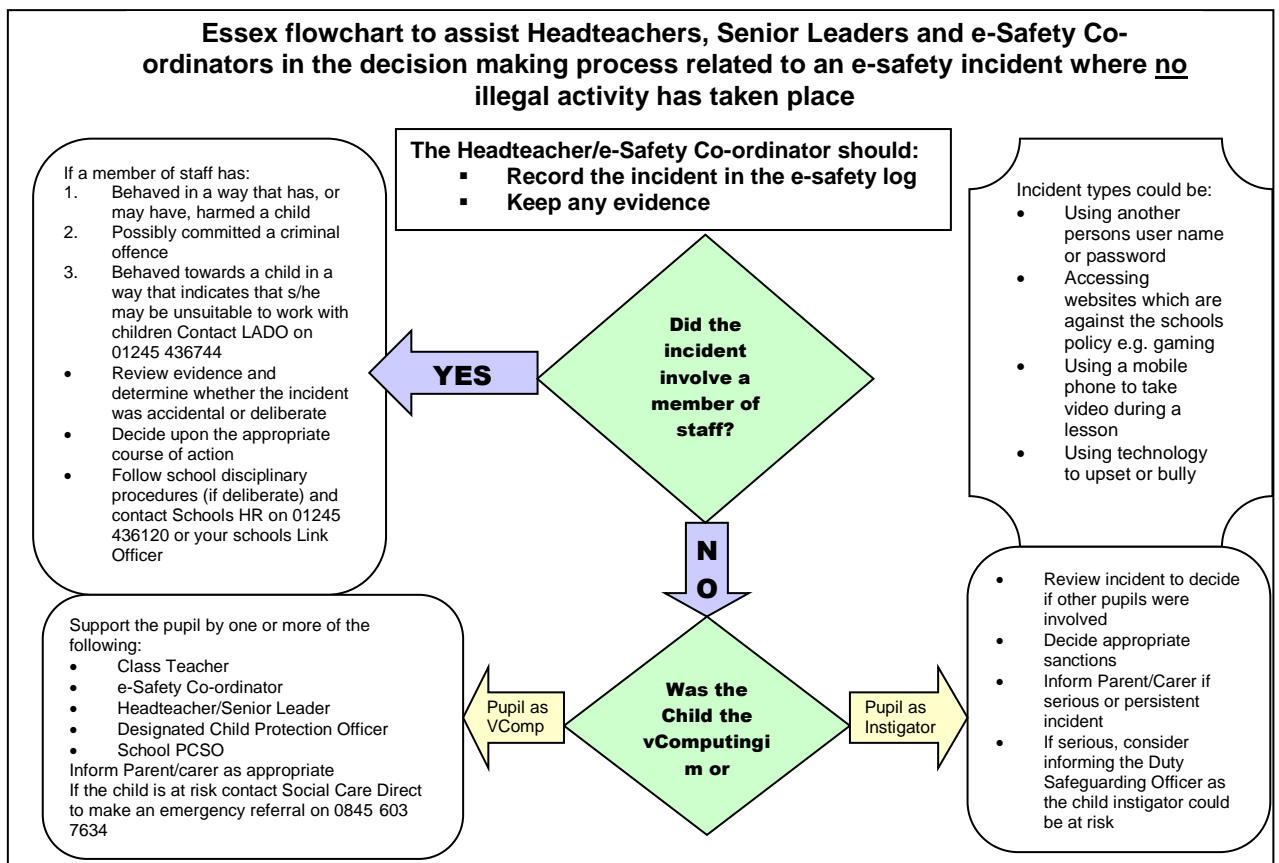 Essex flowchart to assist Headteachers, Senior Leaders and e-Safety Co-
ordinators in the decision making process related to an e-safety incident where no
illegal activity has taken place
The Headteacher/e-Safety Co-ordinator should:
▪ Record the incident in the e-safety log
▪ Keep any evidence
If a member of staff has:
1. Behaved in a way that has, or
may have, harmed a child
2. Possibly committed a criminal
offence
3. Behaved towards a child in a
way that indicates that s/he
may be unsuitable to work with
children Contact LADO on
01245 436744
• Review evidence and
determine whether the incident
was accidental or deliberate
• Decide upon the appropriate
course of action
• Follow school disciplinary
procedures (if deliberate) and
contact Schools HR on 01245
436120 or your schools Link
Officer
YES
Did the
incident
involve a
member of
staff?
Incident types could be:
• Using another
persons user name
or password
• Accessing
websites which are
against the schools
policy e.g. gaming
• Using a mobile
phone to take
video during a
lesson
• Using technology
to upset or bully
N
O
Support the pupil by one or more of the
following:
• Class Teacher
• e-Safety Co-ordinator
• Headteacher/Senior Leader
• Designated Child Protection Officer
• School PCSO
Inform Parent/carer as appropriate
If the child is at risk contact Social Care Direct
to make an emergency referral on 0845 603
7634
Pupil as
VComp
Was the
Child the
vComputingi
m or
Pupil as
Instigator
• Review incident to decide
if other pupils were
involved
• Decide appropriate
sanctions
• Inform Parent/Carer if
serious or persistent
incident
• If serious, consider
informing the Duty
Safeguarding Officer as
the child instigator could
be at risk